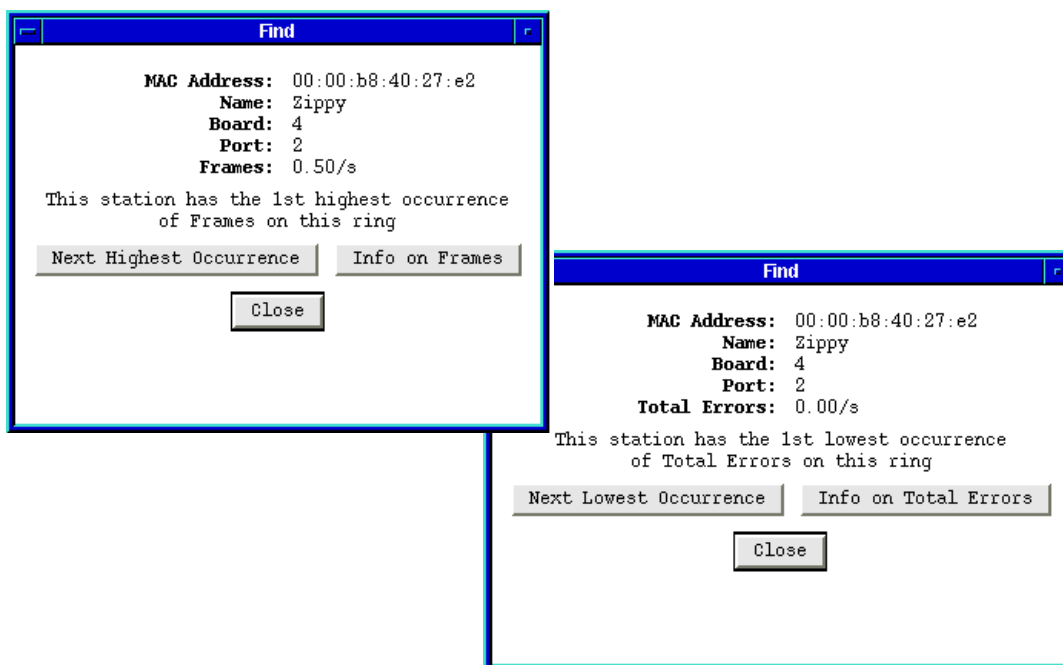 Find
MAC Address: 00:00:b8:40:27:e2
Name: Zippy
Board: 4
Port: 2
Frames: 0.50/s
This station has the 1st highest occurrence
of Frames on this ring
Next Highest Occurrence Info on Frames
Close
Find
MAC Address: 00:00:b8:40:27:e2
Name: Zippy
Board: 4
Port: 2
Total Errors: 0.00/s
This station has the 1st lowest occurrence
of Total Errors on this ring
Next Lowest Occurrence Info on Total Errors
Close